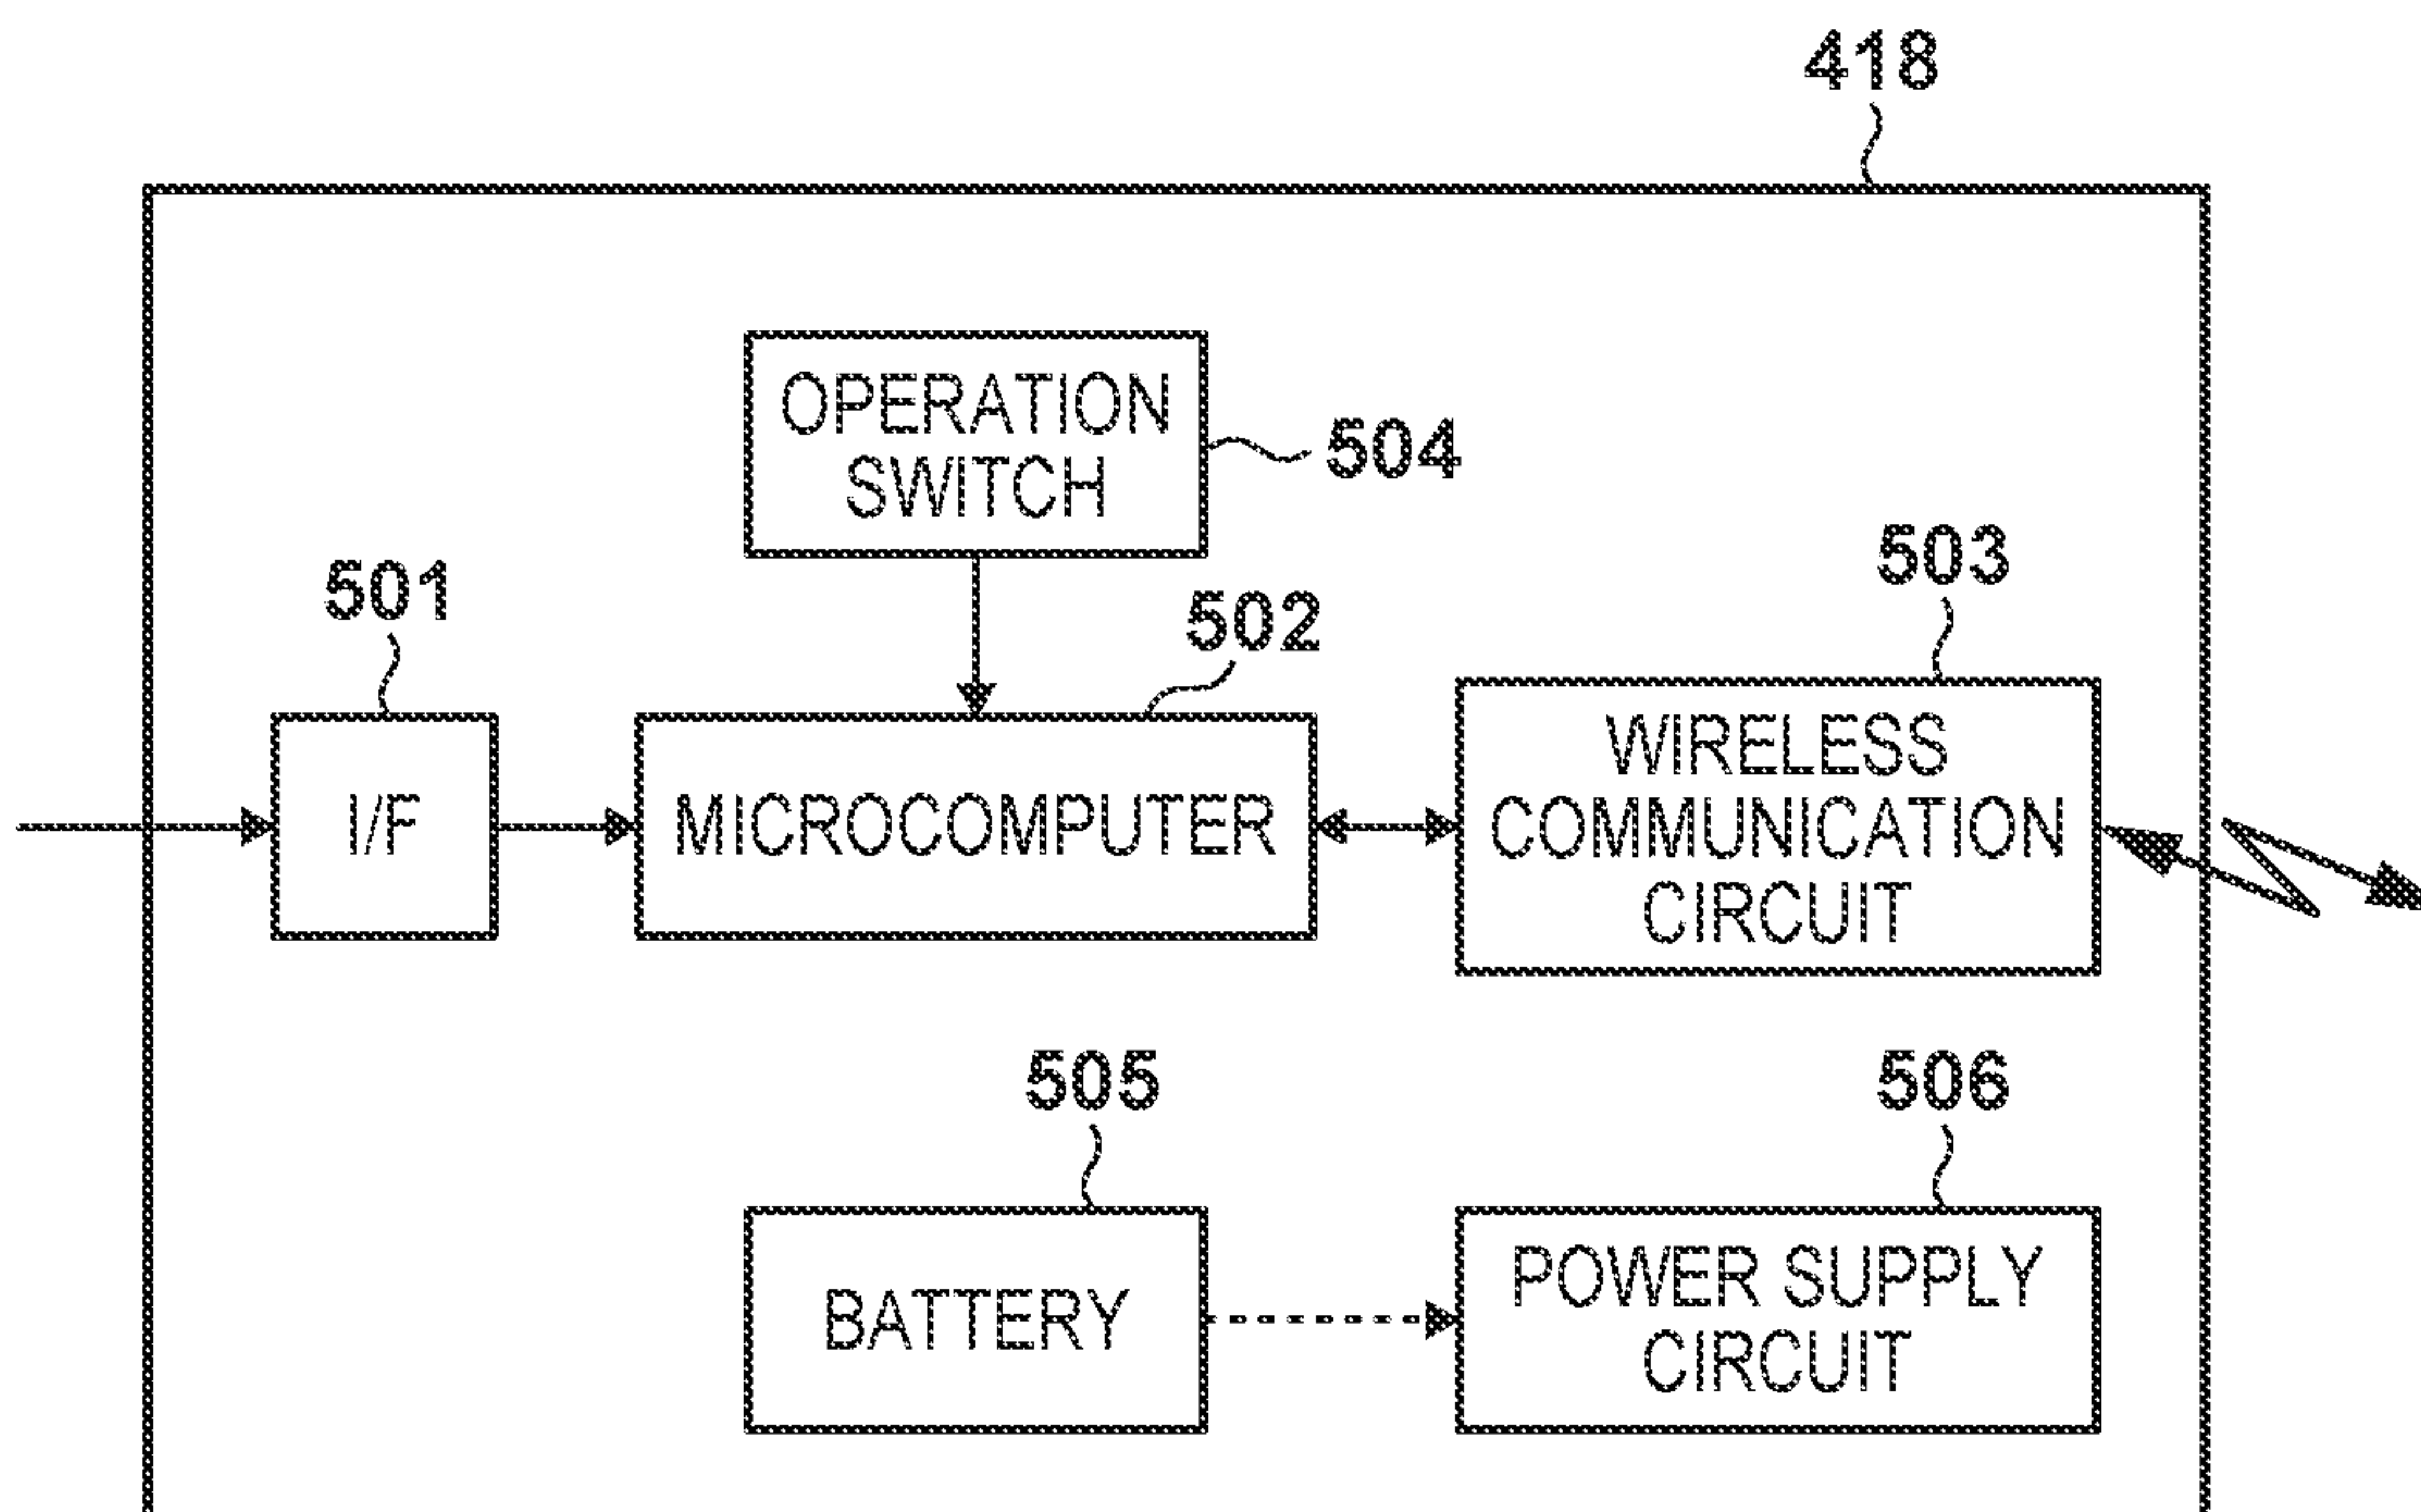 418
OPERATION
SWITCH
504
501
502
503
I/F
MICROCOMPUTER
WIRELESS
COMMUNICATION
CIRCUIT
505
506
BATTERY
POWER SUPPLY
CIRCUIT